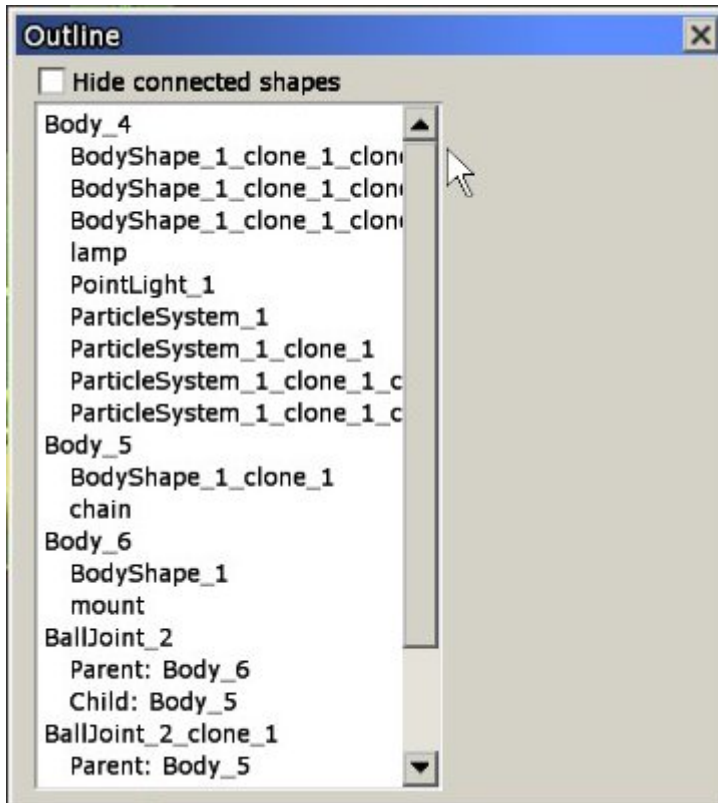 Outline
Hide connected shapes
Body_4
BodyShape_1_clone_1_clon
BodyShape_1_clone_1_clon
BodyShape_1_clone_1_clon
lamp
PointLight_1
ParticleSystem_1
ParticleSystem_1_clone_1
ParticleSystem_1_clone_1_c
ParticleSystem_1_clone_1_c
Body_5
BodyShape_1_clone_1
chain
Body_6
BodyShape_1
mount
BallJoint_2
Parent: Body_6
Child: Body_5
BallJoint_2_clone_1
Parent: Body_5